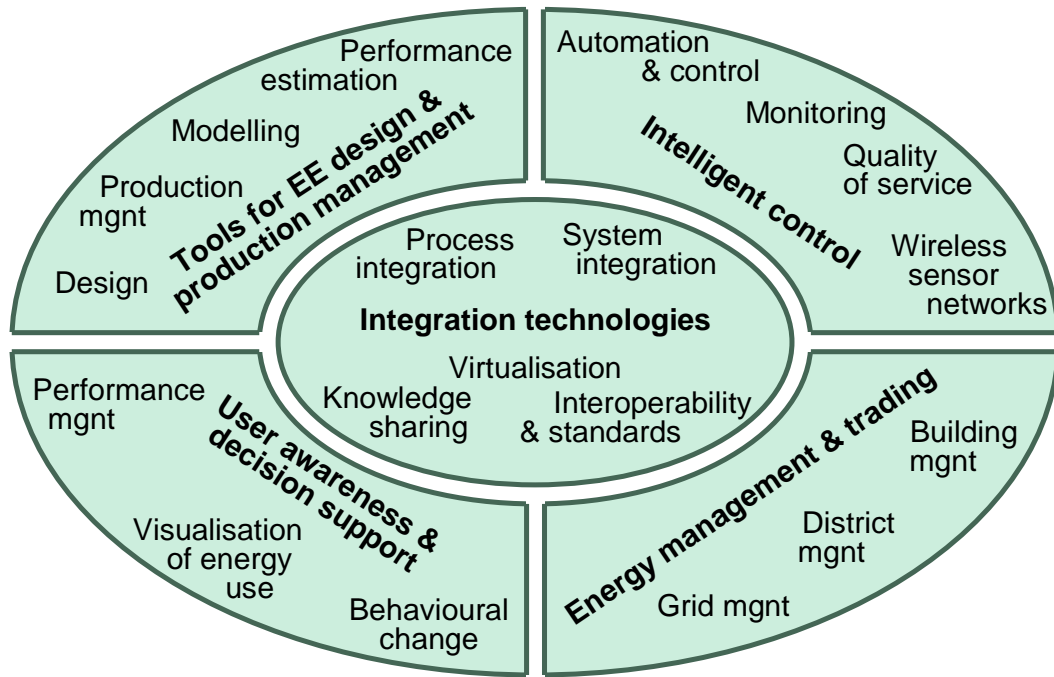 Performance
estimation
Modelling
Production
mgnt
Design
Tools for EE design &
production management
Automation
& control
Monitoring
Quality
of service
Wireless
sensor
networks
Intelligent control
Process
integration
System
integration
Integration technologies
Virtualisation
Knowledge
sharing
Interoperability
& standards
Performance
mgnt
User awareness &
decision support
Visualisation
of energy
use
Behavioural
change
Energy management & trading
Building
mgnt
District
mgnt
Grid mgnt